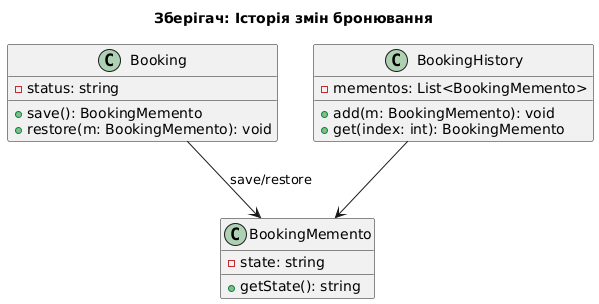 Зберігач: Історія змін бронювання
C Booking
status: string
save(): BookingMemento
restore(m: BookingMemento): void
C BookingHistory
mementos: List<BookingMemento>
add(m: BookingMemento): void
get(index: int): BookingMemento
save/restore
C BookingMemento
state: string
getState(): string